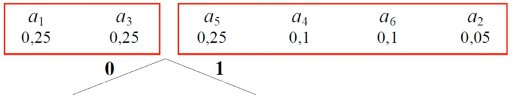 a₁ a₃ a₅ a₄ a₆ a₂
0,25 0,25 0,25 0,1 0,1 0,05
0 1